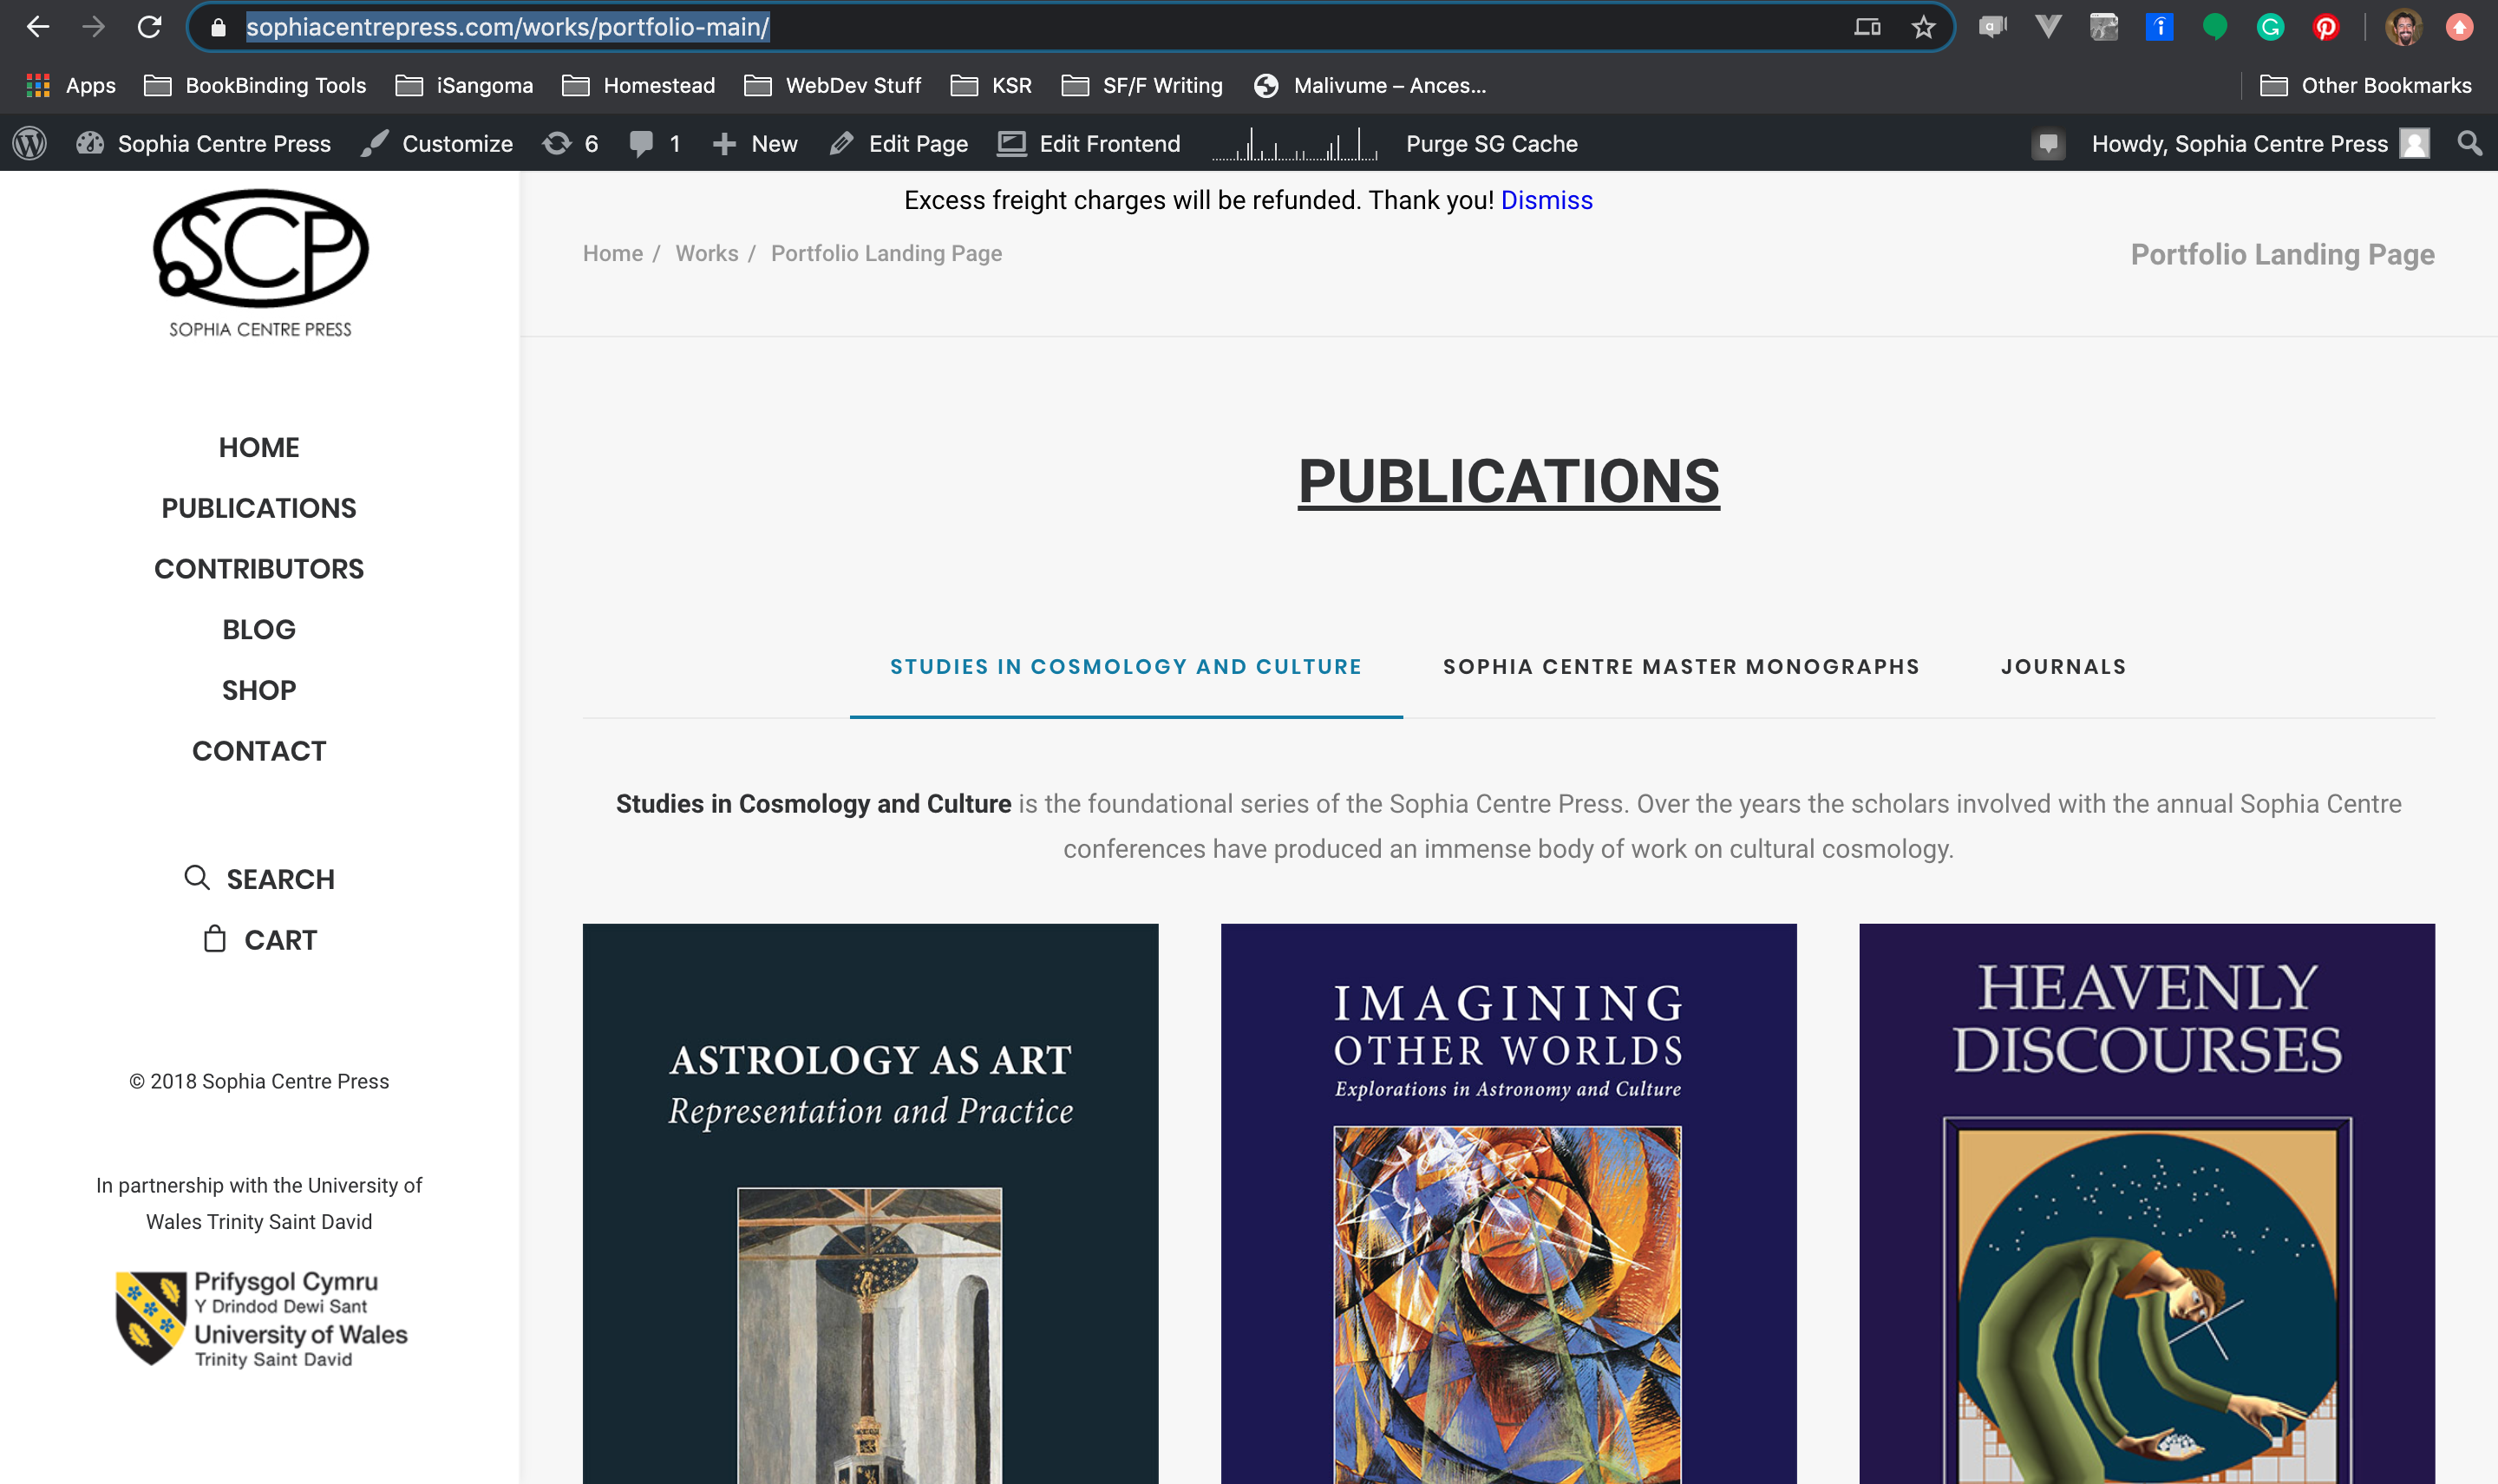 sophiacentrepress.com/works/portfolio-main/
Apps BookBinding Tools iSangoma Homestead WebDev Stuff KSR SF/F Writing Malivume – Ances... Other Bookmarks
Sophia Centre Press Customize 6 1 New Edit Page Edit Frontend Purge SG Cache Howdy, Sophia Centre Press
SCP
SOPHIA CENTRE PRESS
HOME
PUBLICATIONS
CONTRIBUTORS
BLOG
SHOP
CONTACT
SEARCH
CART
© 2018 Sophia Centre Press
In partnership with the University of
Wales Trinity Saint David
Prifysgol Cymru
Y Drindod Dewi Sant
University of Wales
Trinity Saint David
Excess freight charges will be refunded. Thank you! Dismiss
Home / Works / Portfolio Landing Page
Portfolio Landing Page
PUBLICATIONS
STUDIES IN COSMOLOGY AND CULTURE SOPHIA CENTRE MASTER MONOGRAPHS JOURNALS
Studies in Cosmology and Culture is the foundational series of the Sophia Centre Press. Over the years the scholars involved with the annual Sophia Centre
conferences have produced an immense body of work on cultural cosmology.
ASTROLOGY AS ART
Representation and Practice
IMAGINING
OTHER WORLDS
Explorations in Astronomy and Culture
HEAVENLY
DISCOURSES